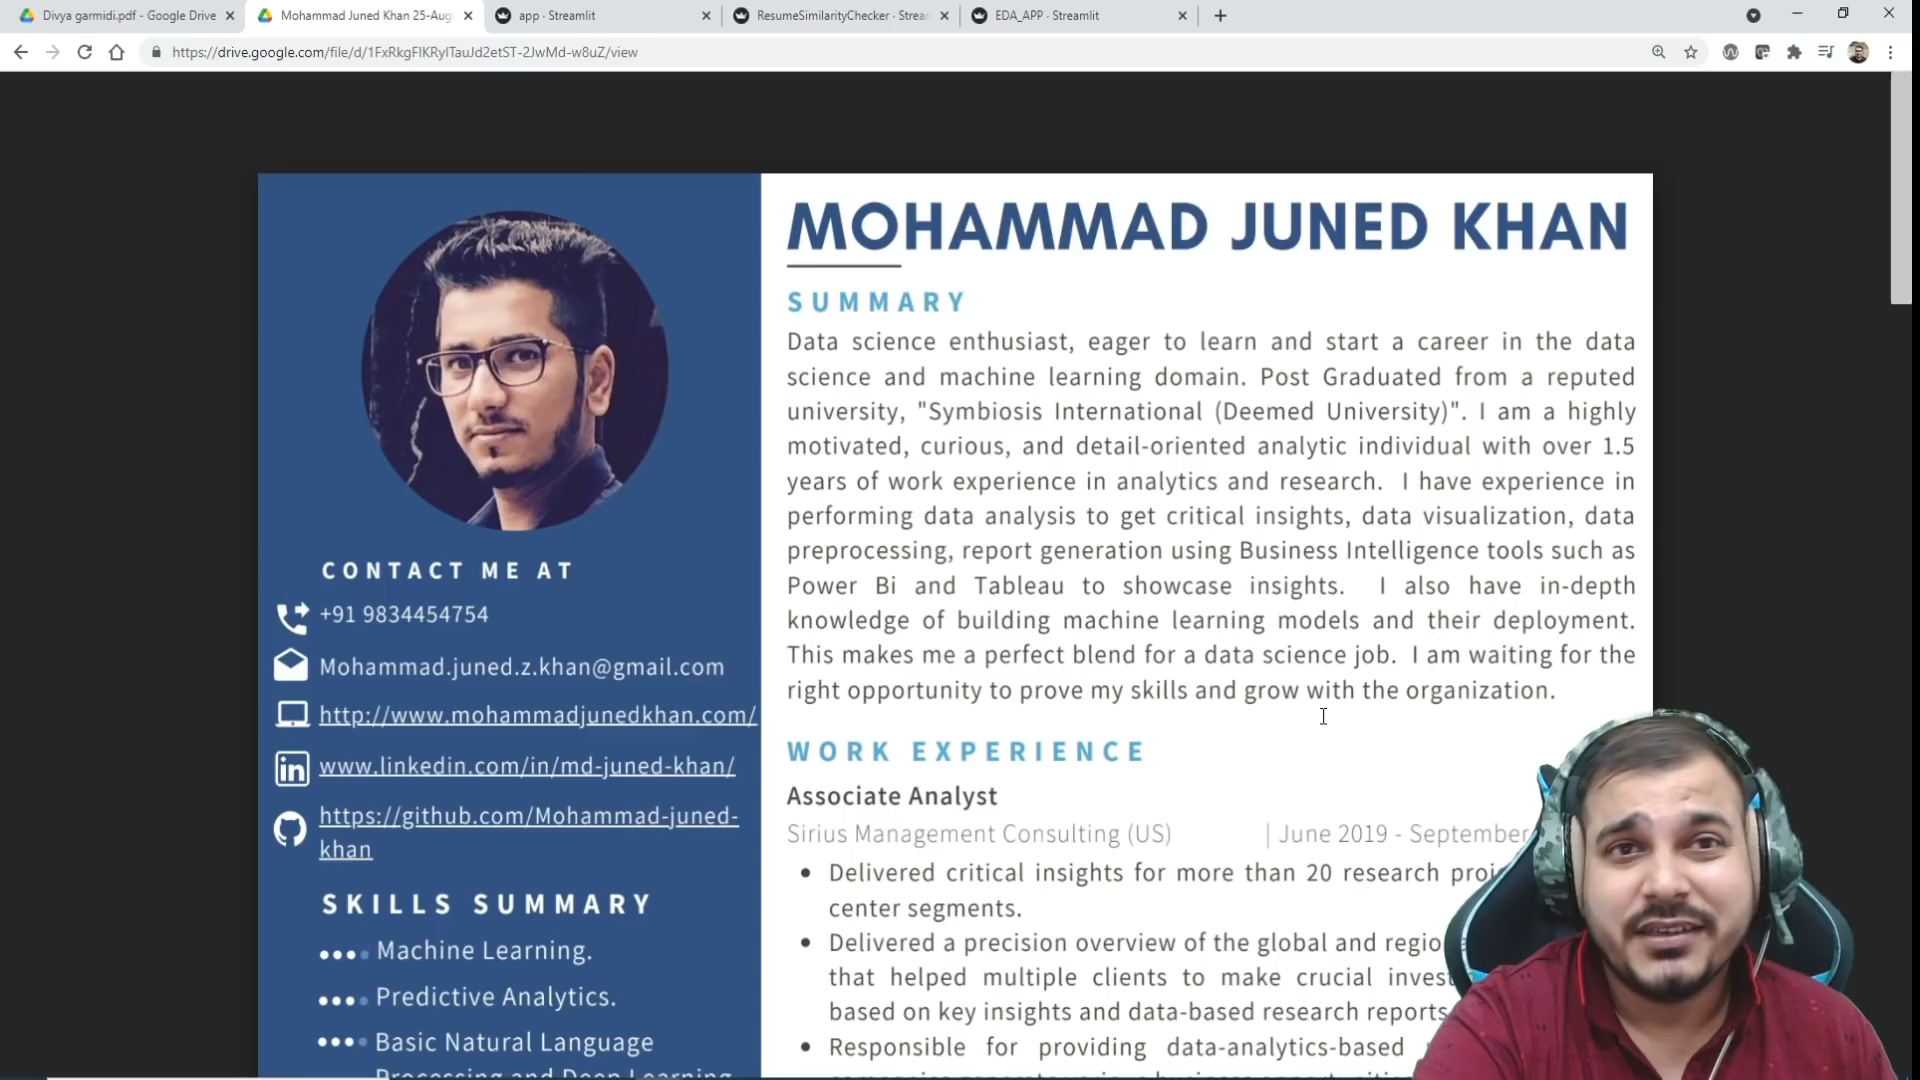 Divya garmidi.pdf - Google Drive
Mohammad Juned Khan 25-Aug
app · Streamlit
ResumeSimilarityChecker · Stream
EDA_APP · Streamlit
MOHAMMAD JUNED KHAN
SUMMARY
Data science enthusiast, eager to learn and start a career in the data
science and machine learning domain. Post Graduated from a reputed
university, "Symbiosis International (Deemed University)". I am a highly
motivated, curious, and detail-oriented analytic individual with over 1.5
years of work experience in analytics and research. I have experience in
performing data analysis to get critical insights, data visualization, data
preprocessing, report generation using Business Intelligence tools such as
Power Bi and Tableau to showcase insights. I also have in-depth
knowledge of building machine learning models and their deployment.
This makes me a perfect blend for a data science job. I am waiting for the
right opportunity to prove my skills and grow with the organization.
WORK EXPERIENCE
Associate Analyst
Sirius Management Consulting (US) | June 2019 - September
• Delivered critical insights for more than 20 research
center segments.
• Delivered a precision overview of the global and
that helped multiple clients to make crucial
based on key insights and data-based research reports
• Responsible for providing data-analytics-based
CONTACT ME AT
+91 9834454754
Mohammad.juned.z.khan@gmail.com
http://www.mohammadjunedkhan.com/
www.linkedin.com/in/md-juned-khan/
https://github.com/Mohammad-juned-
khan
SKILLS SUMMARY
Machine Learning.
Predictive Analytics.
Basic Natural Language
Processing and Deep Learning